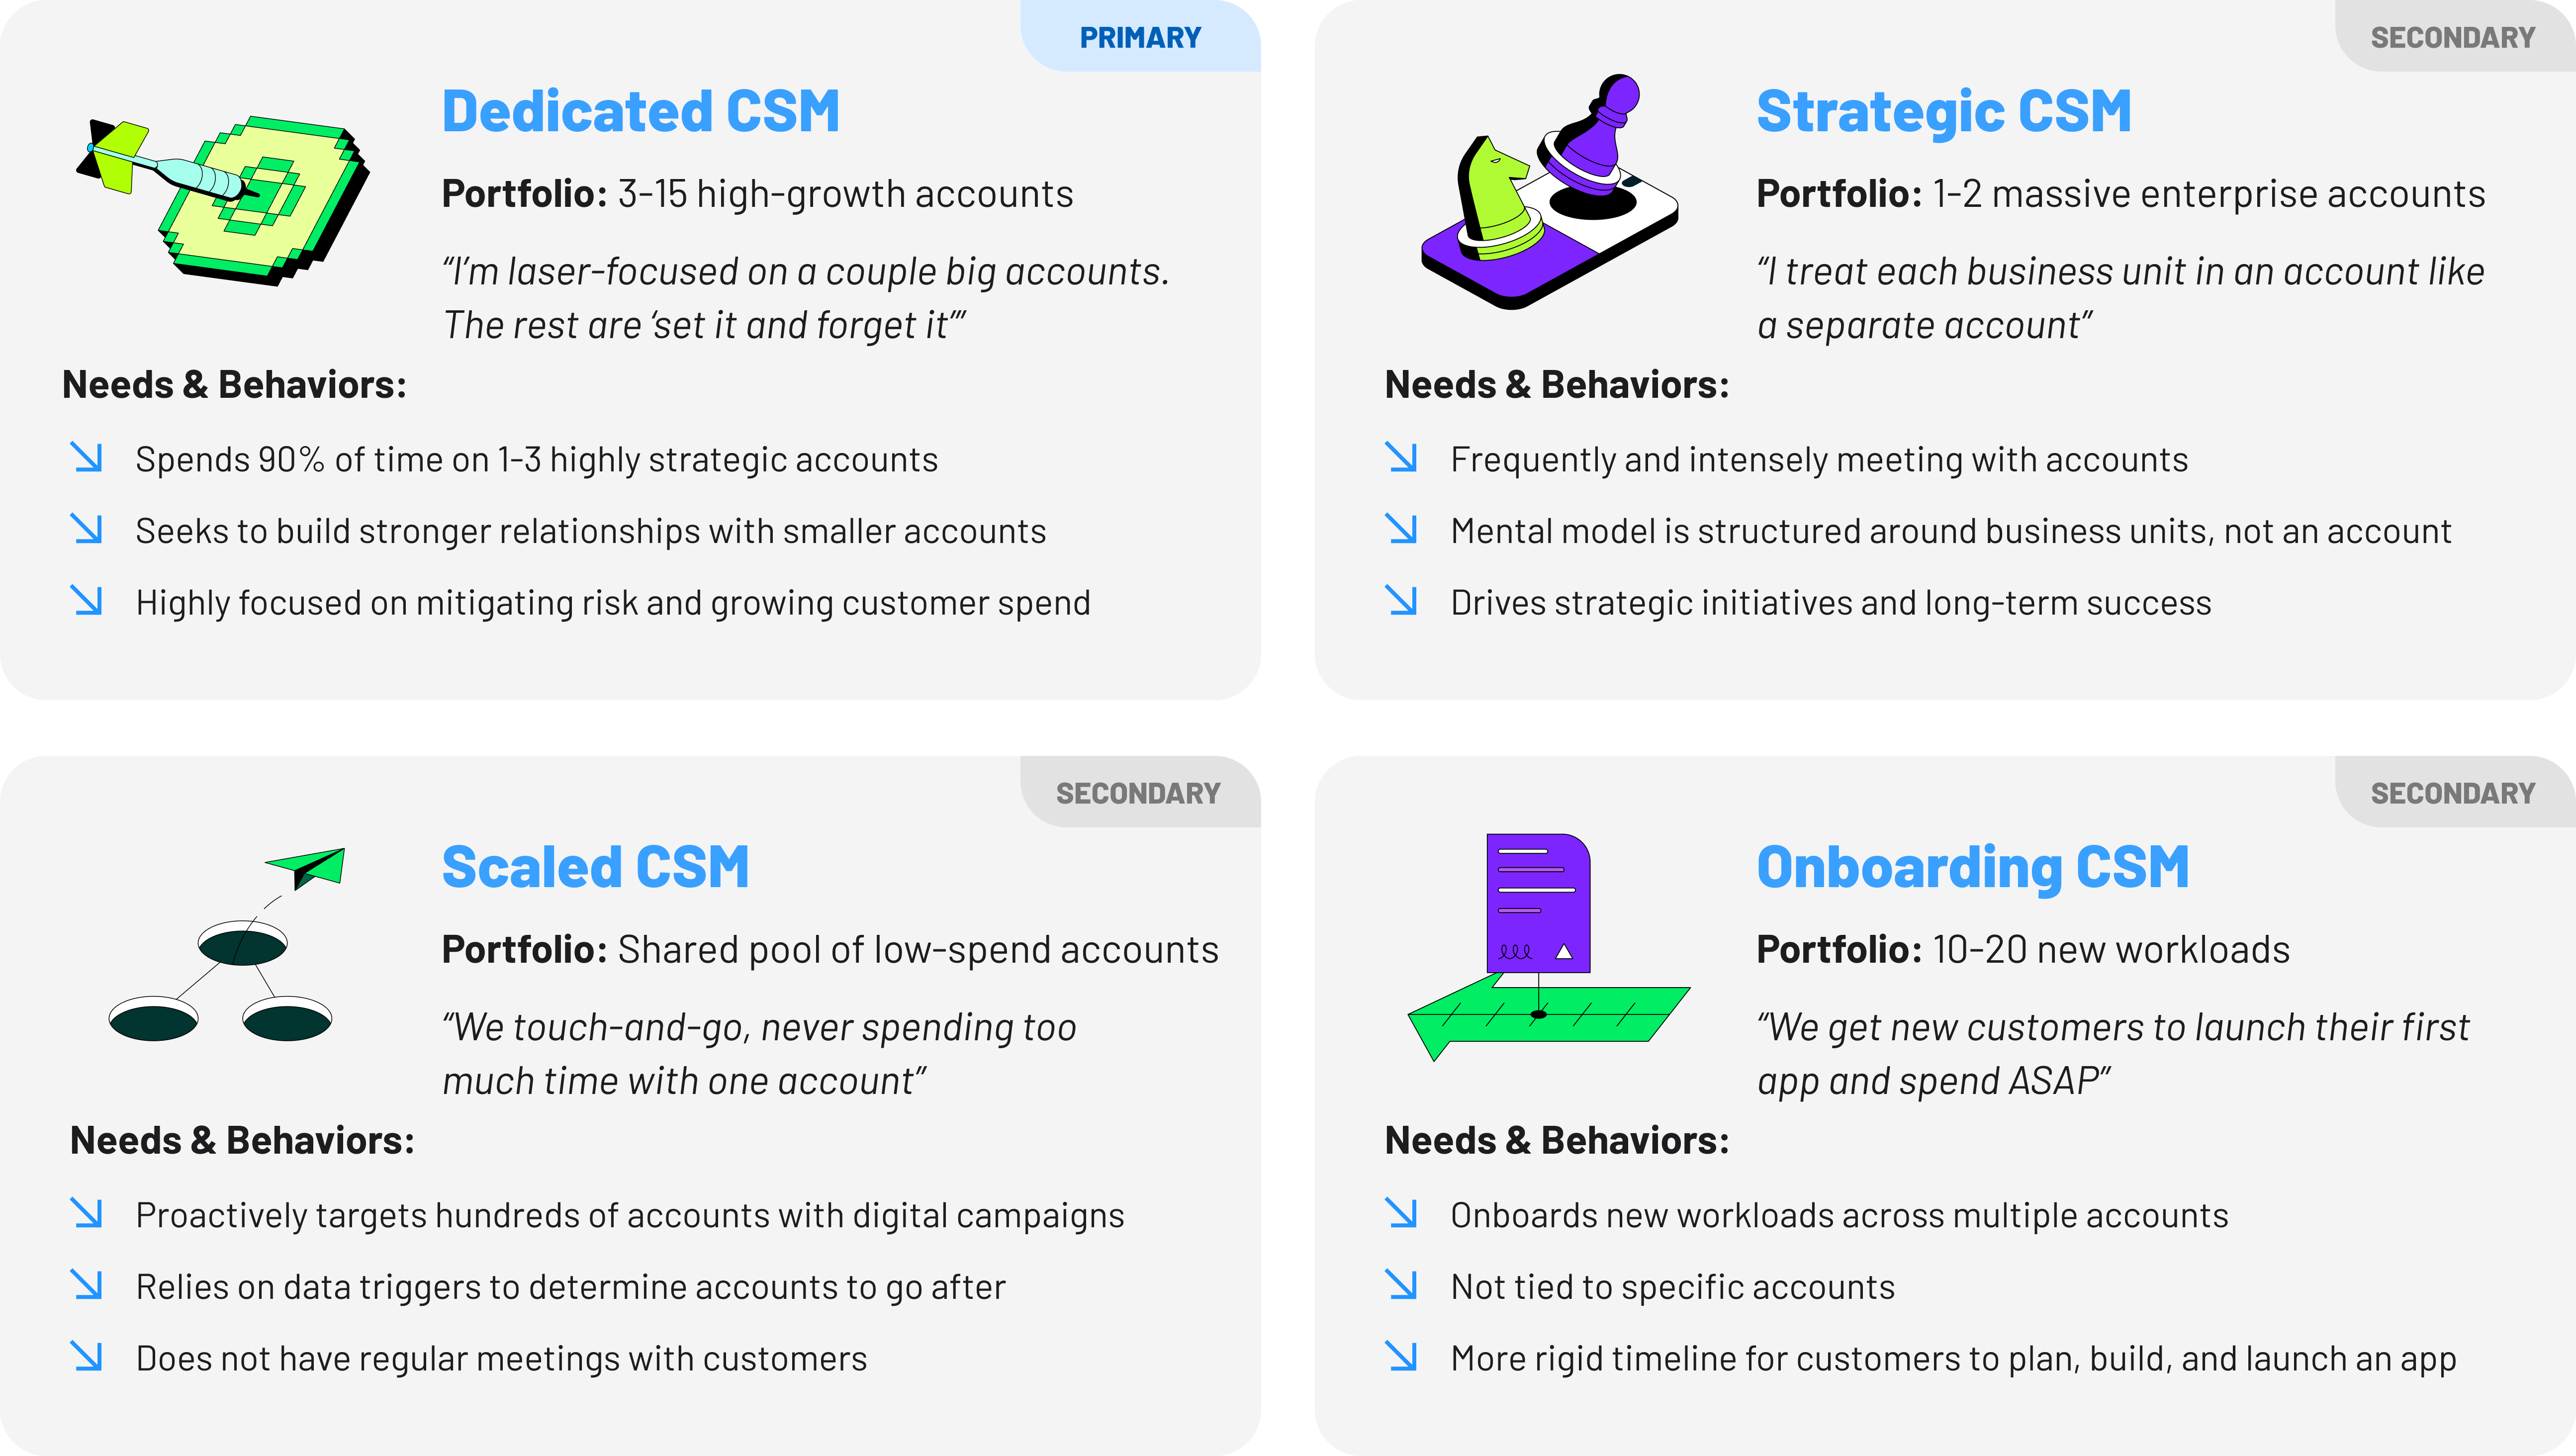 PRIMARY
Dedicated CSM
Portfolio: 3-15 high-growth accounts
“I’m laser-focused on a couple big accounts.
The rest are ‘set it and forget it’”
Needs & Behaviors:
Spends 90% of time on 1-3 highly strategic accounts
Seeks to build stronger relationships with smaller accounts
Highly focused on mitigating risk and growing customer spend
SECONDARY
Strategic CSM
Portfolio: 1-2 massive enterprise accounts
“I treat each business unit in an account like
a separate account”
Needs & Behaviors:
Frequently and intensely meeting with accounts
Mental model is structured around business units, not an account
Drives strategic initiatives and long-term success
SECONDARY
Scaled CSM
Portfolio: Shared pool of low-spend accounts
“We touch-and-go, never spending too
much time with one account”
Needs & Behaviors:
Proactively targets hundreds of accounts with digital campaigns
Relies on data triggers to determine accounts to go after
Does not have regular meetings with customers
SECONDARY
Onboarding CSM
Portfolio: 10-20 new workloads
“We get new customers to launch their first
app and spend ASAP”
Needs & Behaviors:
Onboards new workloads across multiple accounts
Not tied to specific accounts
More rigid timeline for customers to plan, build, and launch an app